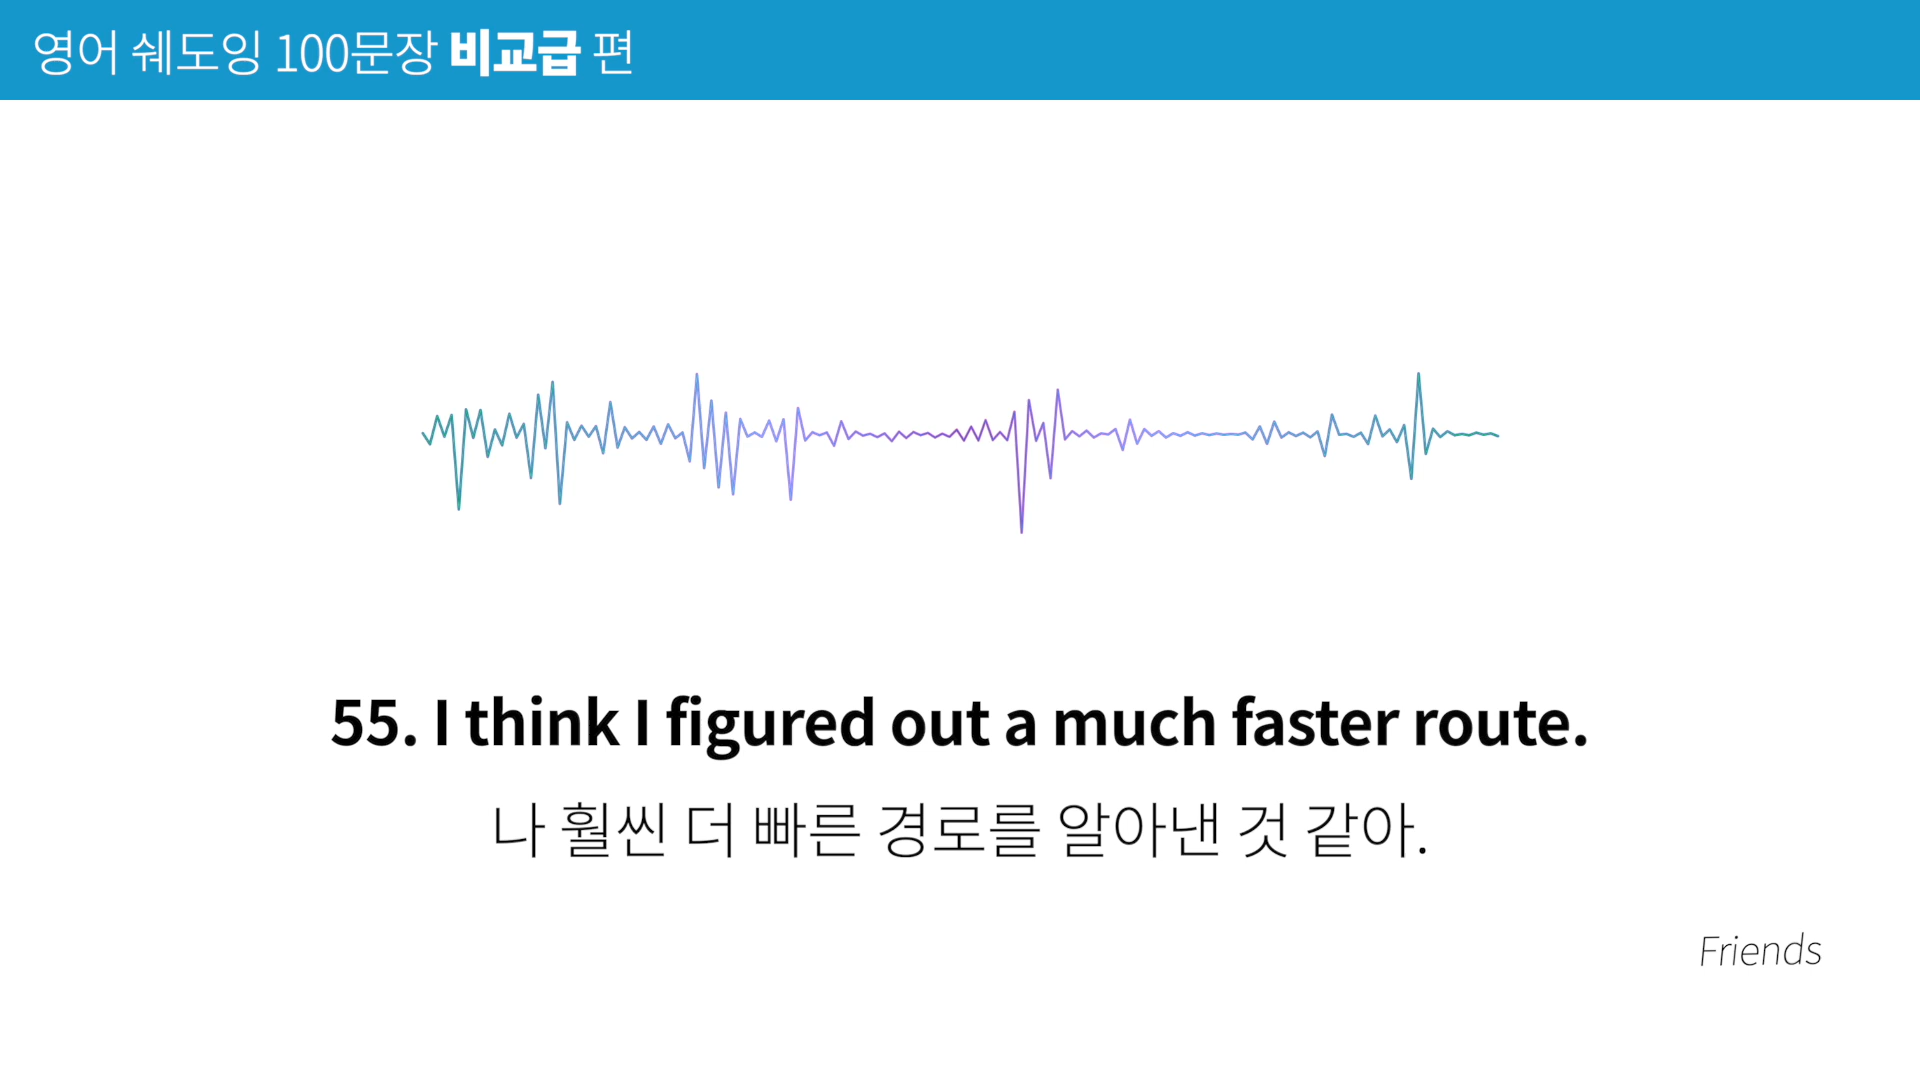 영어 쉐도잉 100문장 비교급 편
55. I think I figured out a much faster route.
나 훨씬 더 빠른 경로를 알아낸 것 같아.
Friends